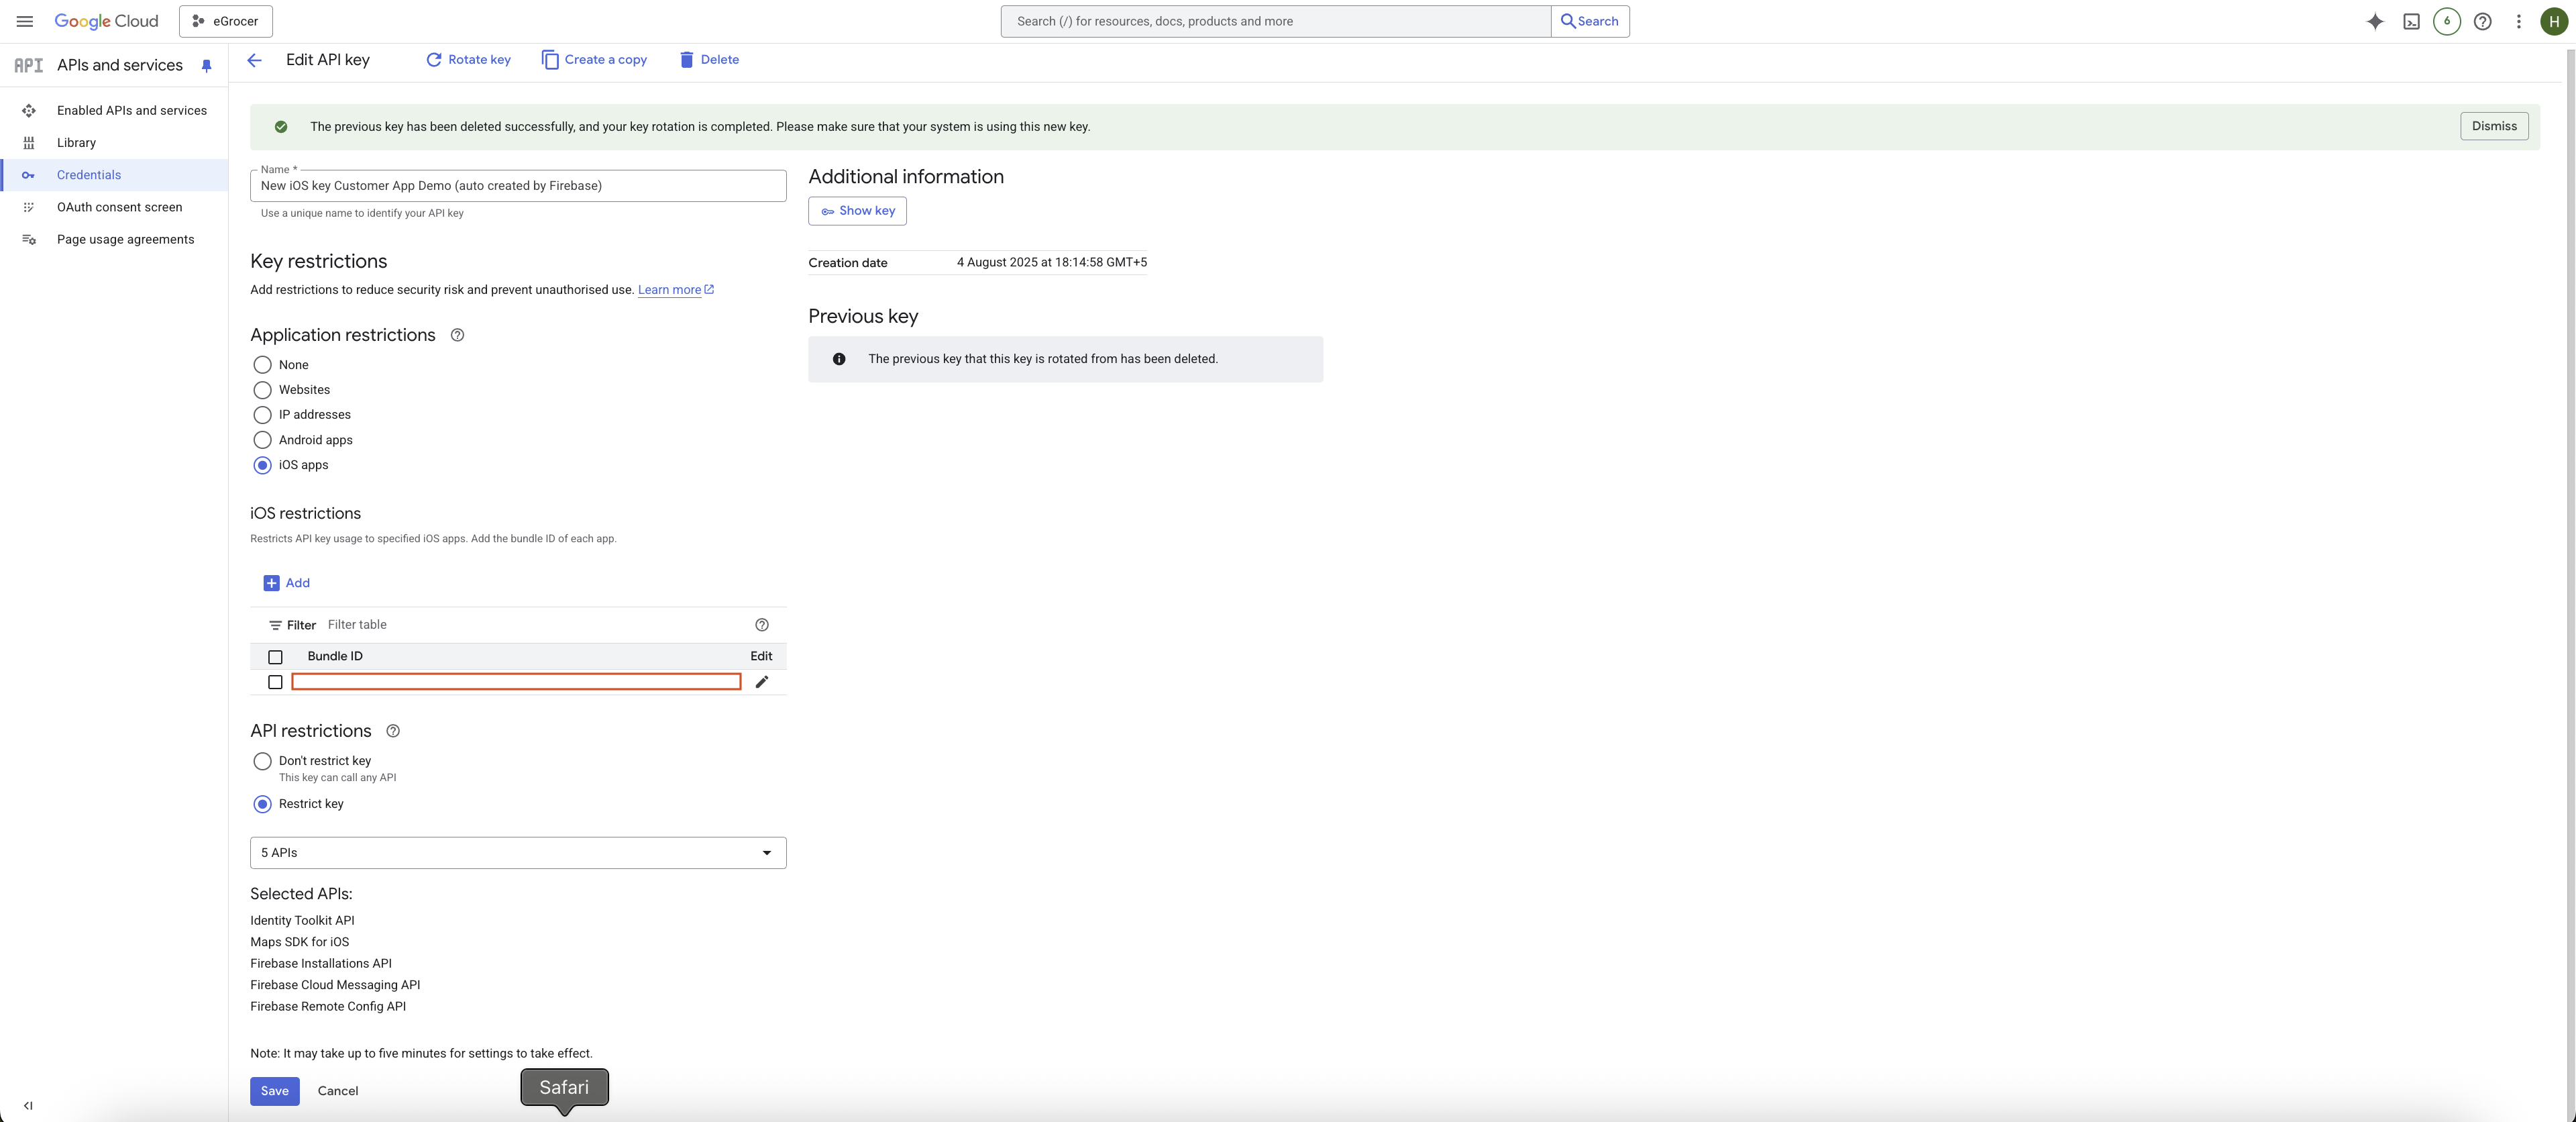 Google Cloud
eGrocer
Search (/) for resources, docs, products and more
Search
6
H
API
APIs and services
Enabled APIs and services
Library
Credentials
OAuth consent screen
Page usage agreements
Edit API key
Rotate key
Create a copy
Delete
The previous key has been deleted successfully, and your key rotation is completed. Please make sure that your system is using this new key.
Dismiss
Name *
New iOS key Customer App Demo (auto created by Firebase)
Use a unique name to identify your API key
Key restrictions
Add restrictions to reduce security risk and prevent unauthorised use. Learn more
Application restrictions
None
Websites
IP addresses
Android apps
iOS apps
iOS restrictions
Restricts API key usage to specified iOS apps. Add the bundle ID of each app.
Add
Filter Filter table
Bundle ID Edit
API restrictions
Don't restrict key
This key can call any API
Restrict key
5 APIs
Selected APIs:
Identity Toolkit API
Maps SDK for iOS
Firebase Installations API
Firebase Cloud Messaging API
Firebase Remote Config API
Note: It may take up to five minutes for settings to take effect.
Save Cancel
Safari
Additional information
Show key
Creation date 4 August 2025 at 18:14:58 GMT+5
Previous key
The previous key that this key is rotated from has been deleted.